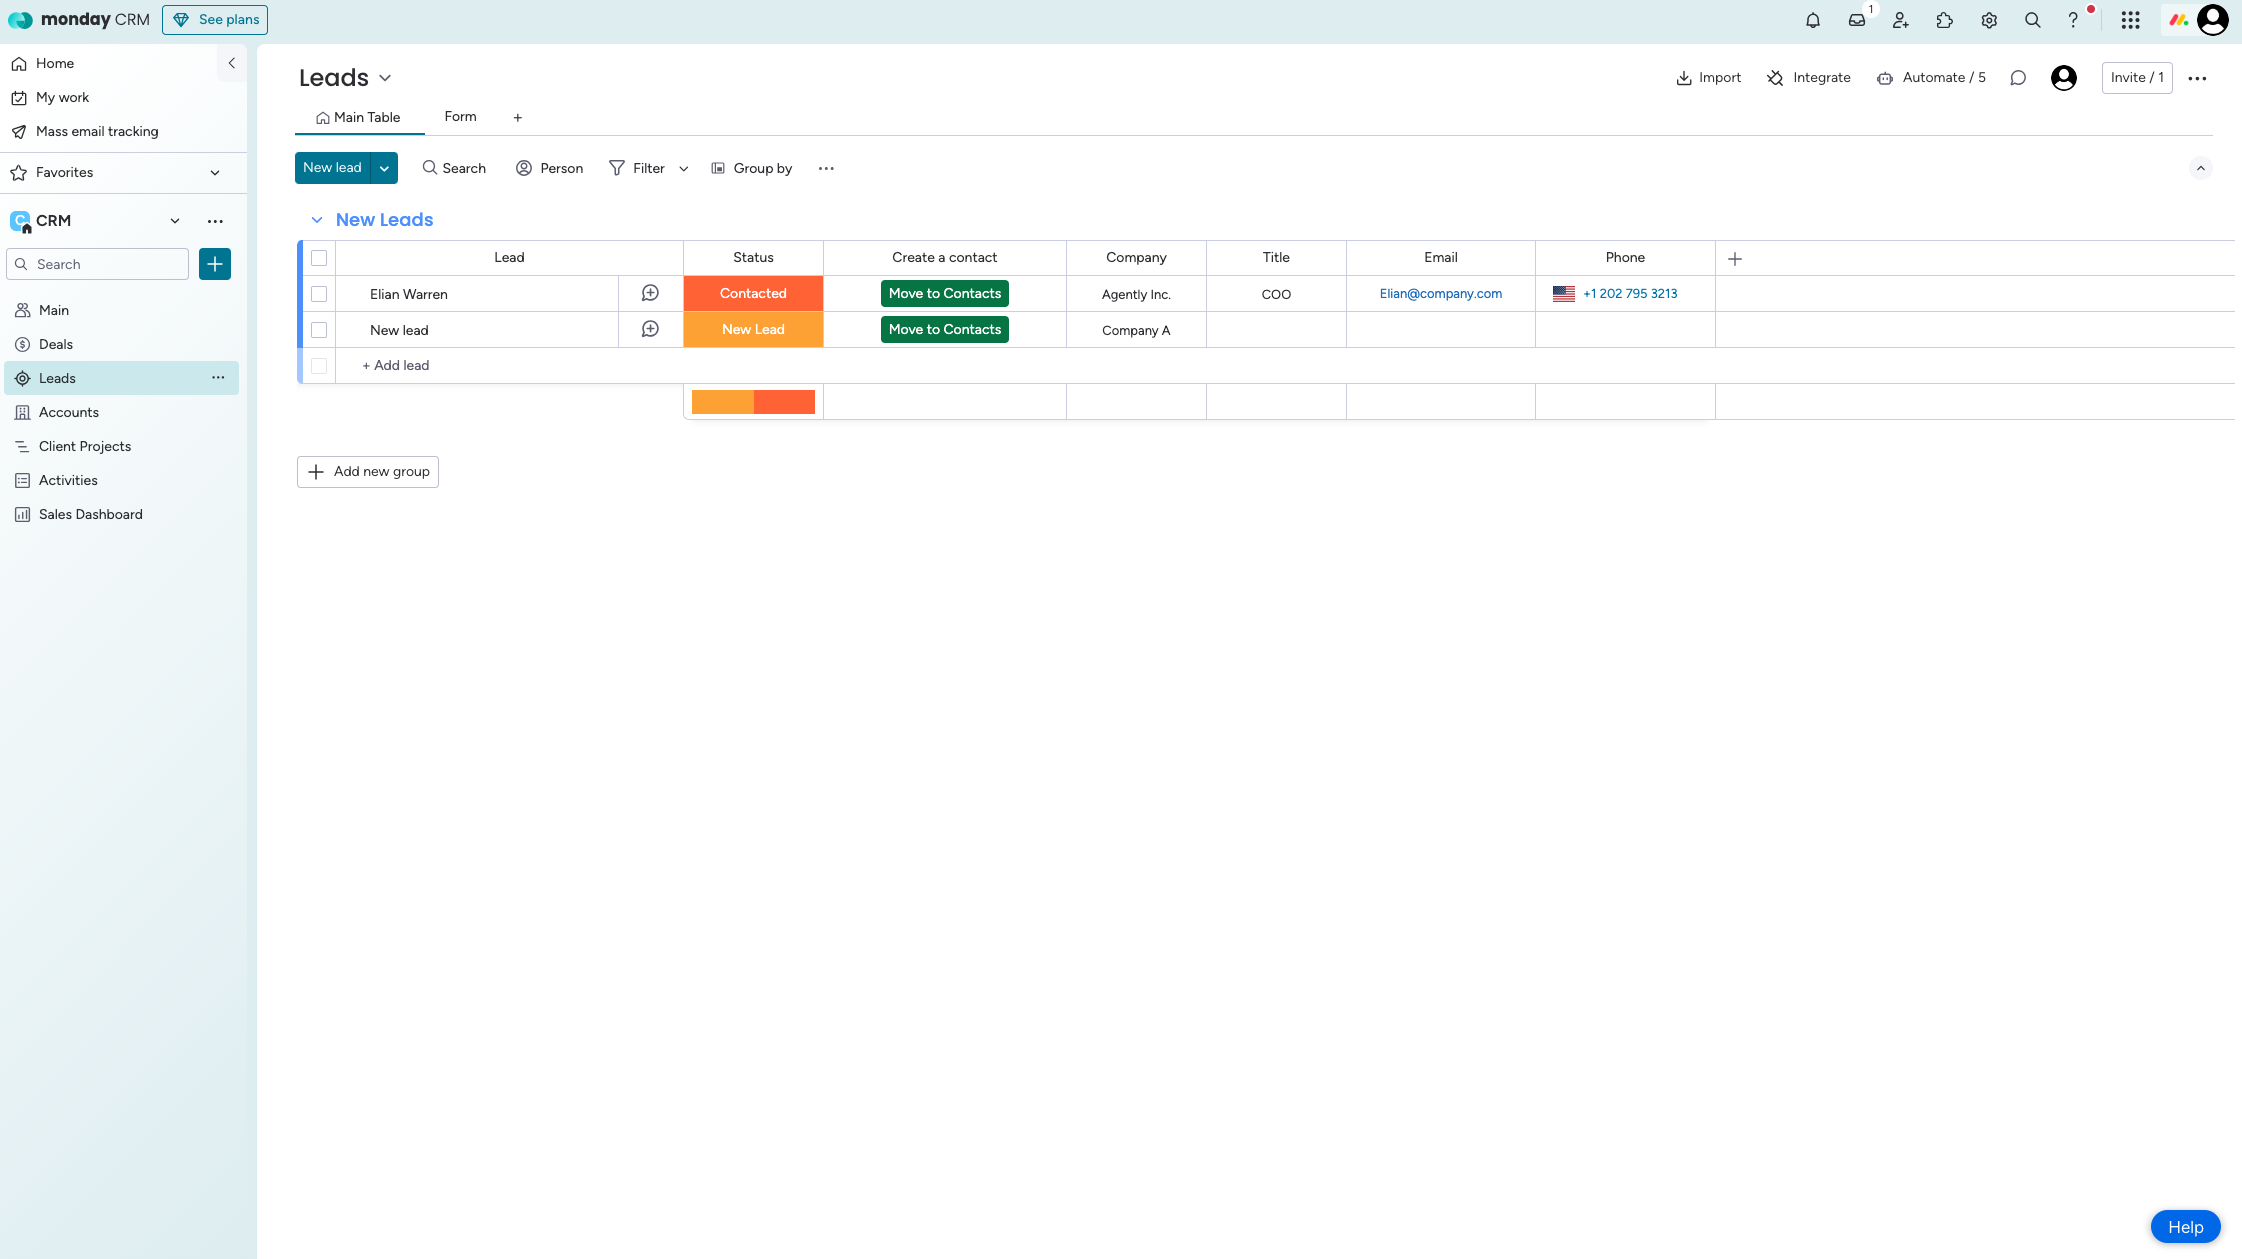 monday CRM
See plans
1
Home
My work
Mass email tracking
Favorites
C CRM
Search
Main
Deals
Leads
Accounts
Client Projects
Activities
Sales Dashboard
Leads
Import
Integrate
Automate / 5
Invite / 1
Main Table
Form
+
New lead
Search
Person
Filter
Group by
New Leads
Lead Status Create a contact Company Title Email Phone
Elian Warren Contacted Move to Contacts Agently Inc. COO Elian@company.com +1 202 795 3213
New lead New Lead Move to Contacts Company A
+ Add lead
Add new group
Help